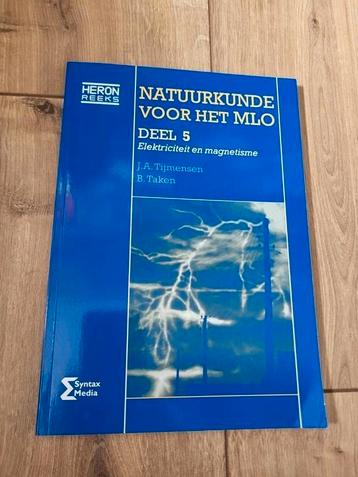 HERON
REEKS
NATUURKUNDE
VOOR HET MLO
DEEL 5
Elektriciteit en magnetisme
J.A. Tijmensen
B. Taken
Syntax
Media